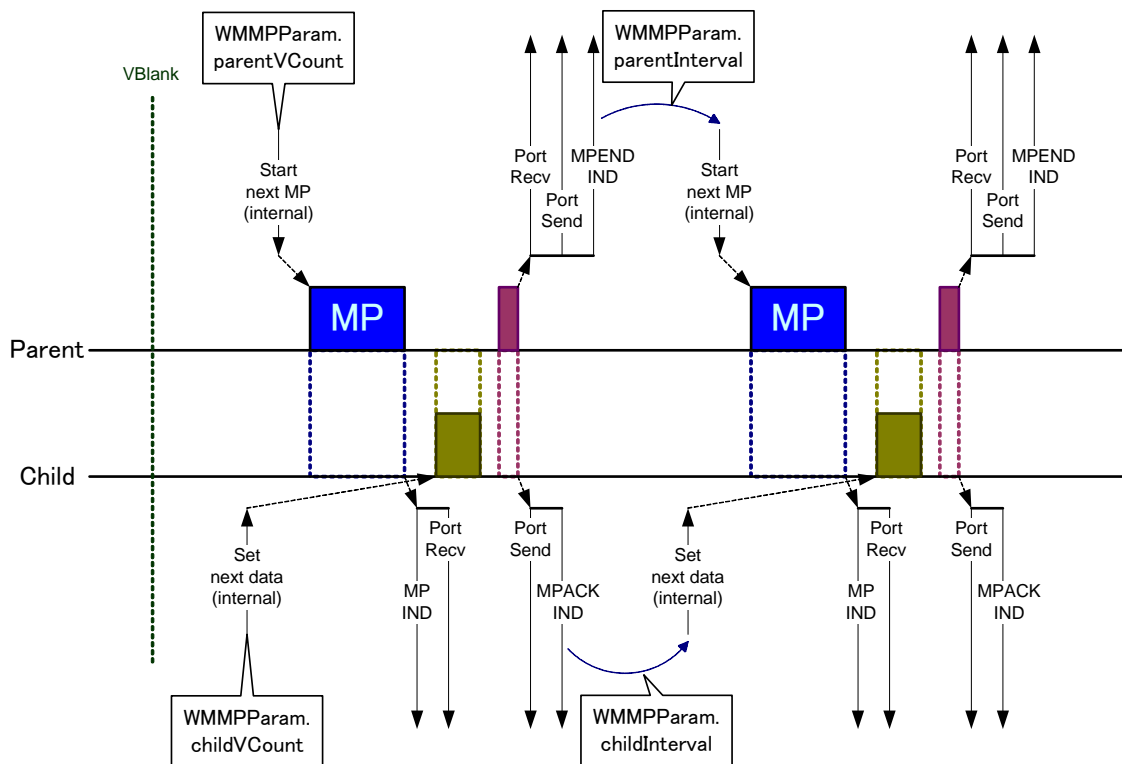 WMMPParam.
parentVCount
WMMPParam.
parentInterval
VBlank
Start
next MP
(internal)
Port
Recv
Port
Send
MPEND
IND
Start
next MP
(internal)
Port
Recv
Port
Send
MPEND
IND
MP
MP
Parent
Child
Set
next data
(internal)
MP
IND
Port
Recv
Port
Send
MPACK
IND
Set
next data
(internal)
MP
IND
Port
Recv
Port
Send
MPACK
IND
WMMPParam.
childVCount
WMMPParam.
childInterval